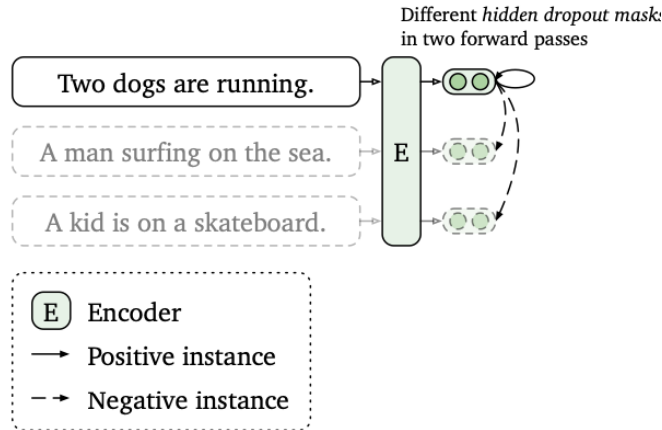 Different hidden dropout masks
in two forward passes
Two dogs are running.
A man surfing on the sea.
E
A kid is on a skateboard.
E Encoder
Positive instance
Negative instance